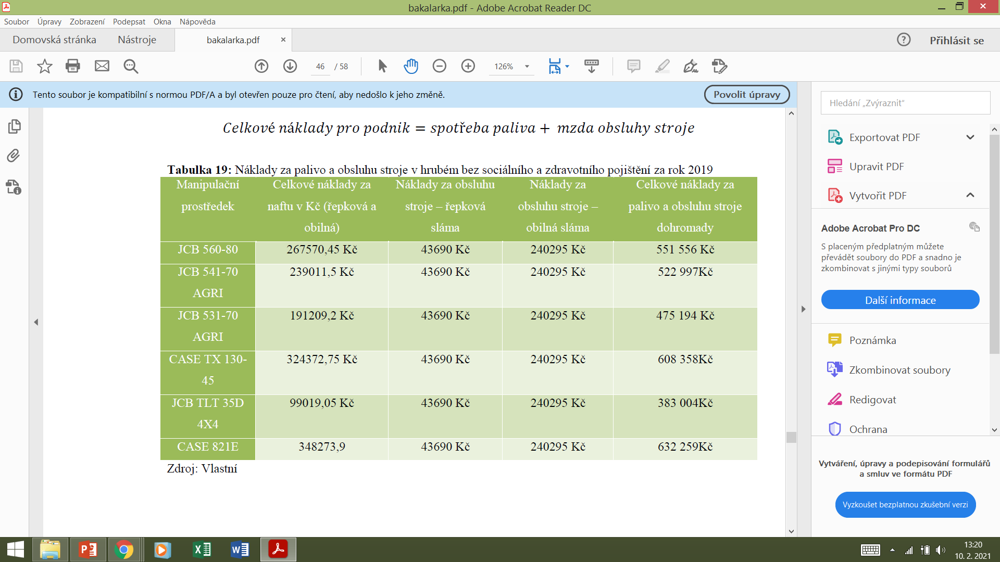 bakalarka.pdf - Adobe Acrobat Reader DC
Soubor Úpravy Zobrazení Podepsat Okna Nápověda
Domovská stránka Nástroje bakalarka.pdf × Přihlásit se
46 / 58 126%
Tento soubor je kompatibilní s normou PDF/A a byl otevřen pouze pro čtení, aby nedošlo k jeho změně. Povolit úpravy
Celkové náklady pro podnik = spotřeba paliva + mzda obsluhy stroje
Tabulka 19: Náklady za palivo a obsluhu stroje v hrubém bez sociálního a zdravotního pojištění za rok 2019
Manipulační Celkové náklady za Náklady za obsluhu Náklady za Celkové náklady za
prostředek naftu v Kč (řepková a stroje – řepková obsluhu stroje – palivo a obsluhu stroje
obilná) sláma obilná sláma dohromady
JCB 560-80 267570,45 Kč 43690 Kč 240295 Kč 551 556 Kč
JCB 541-70 239011,5 Kč 43690 Kč 240295 Kč 522 997Kč
AGRI
JCB 531-70 191209,2 Kč 43690 Kč 240295 Kč 475 194 Kč
AGRI
CASE TX 130- 324372,75 Kč 43690 Kč 240295 Kč 608 358Kč
45
JCB TLT 35D 99019,05 Kč 43690 Kč 240295 Kč 383 004Kč
4X4
CASE 821E 348273,9 43690 Kč 240295 Kč 632 259Kč
Zdroj: Vlastní
Hledání „Zvýraznit“
Exportovat PDF
Upravit PDF
Vytvořit PDF
Adobe Acrobat Pro DC
S placeným předplatným můžete
převádět soubory do PDF a snadno je
zkombinovat s jinými typy souborů
Další informace
Poznámka
Zkombinovat soubory
Redigovat
Ochrana
Vytváření, úpravy a podepisování formulářů
a smluv ve formátu PDF
Vyzkoušet bezplatnou zkušební verzi
13:20
10. 2. 2021